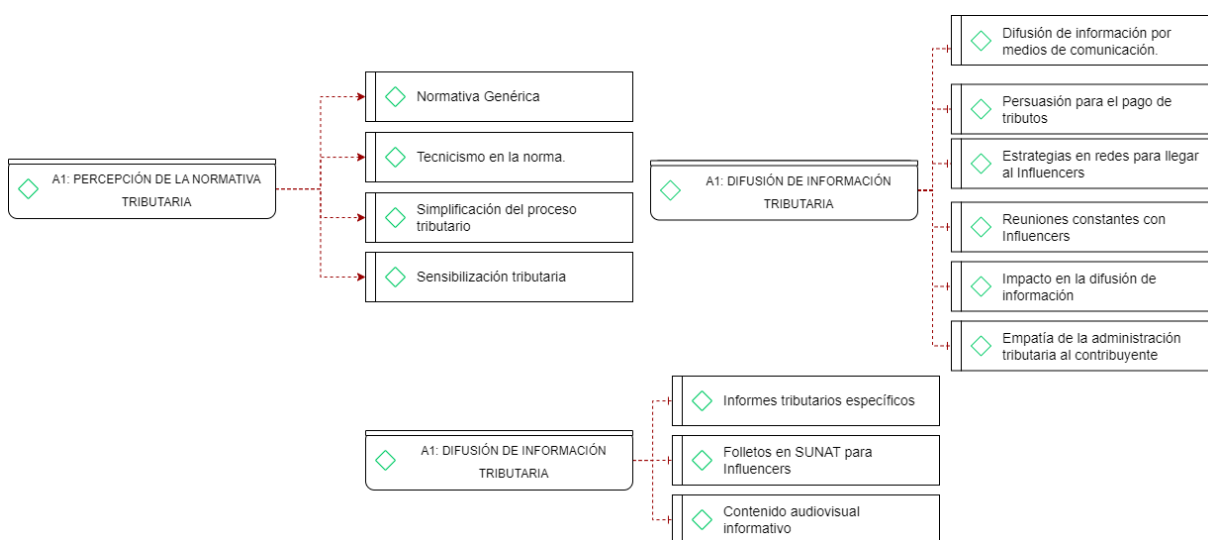 A1: PERCEPCIÓN DE LA NORMATIVA
TRIBUTARIA
Normativa Genérica
Tecnicismo en la norma.
Simplificación del proceso
tributario
Sensibilización tributaria
A1: DIFUSIÓN DE INFORMACIÓN
TRIBUTARIA
Difusión de información por
medios de comunicación.
Persuasión para el pago de
tributos
Estrategias en redes para llegar
al Influencers
Reuniones constantes con
Influencers
Impacto en la difusión de
información
Empatía de la administración
tributaria al contribuyente
A1: DIFUSIÓN DE INFORMACIÓN
TRIBUTARIA
Informes tributarios específicos
Folletos en SUNAT para
Influencers
Contenido audiovisual
informativo